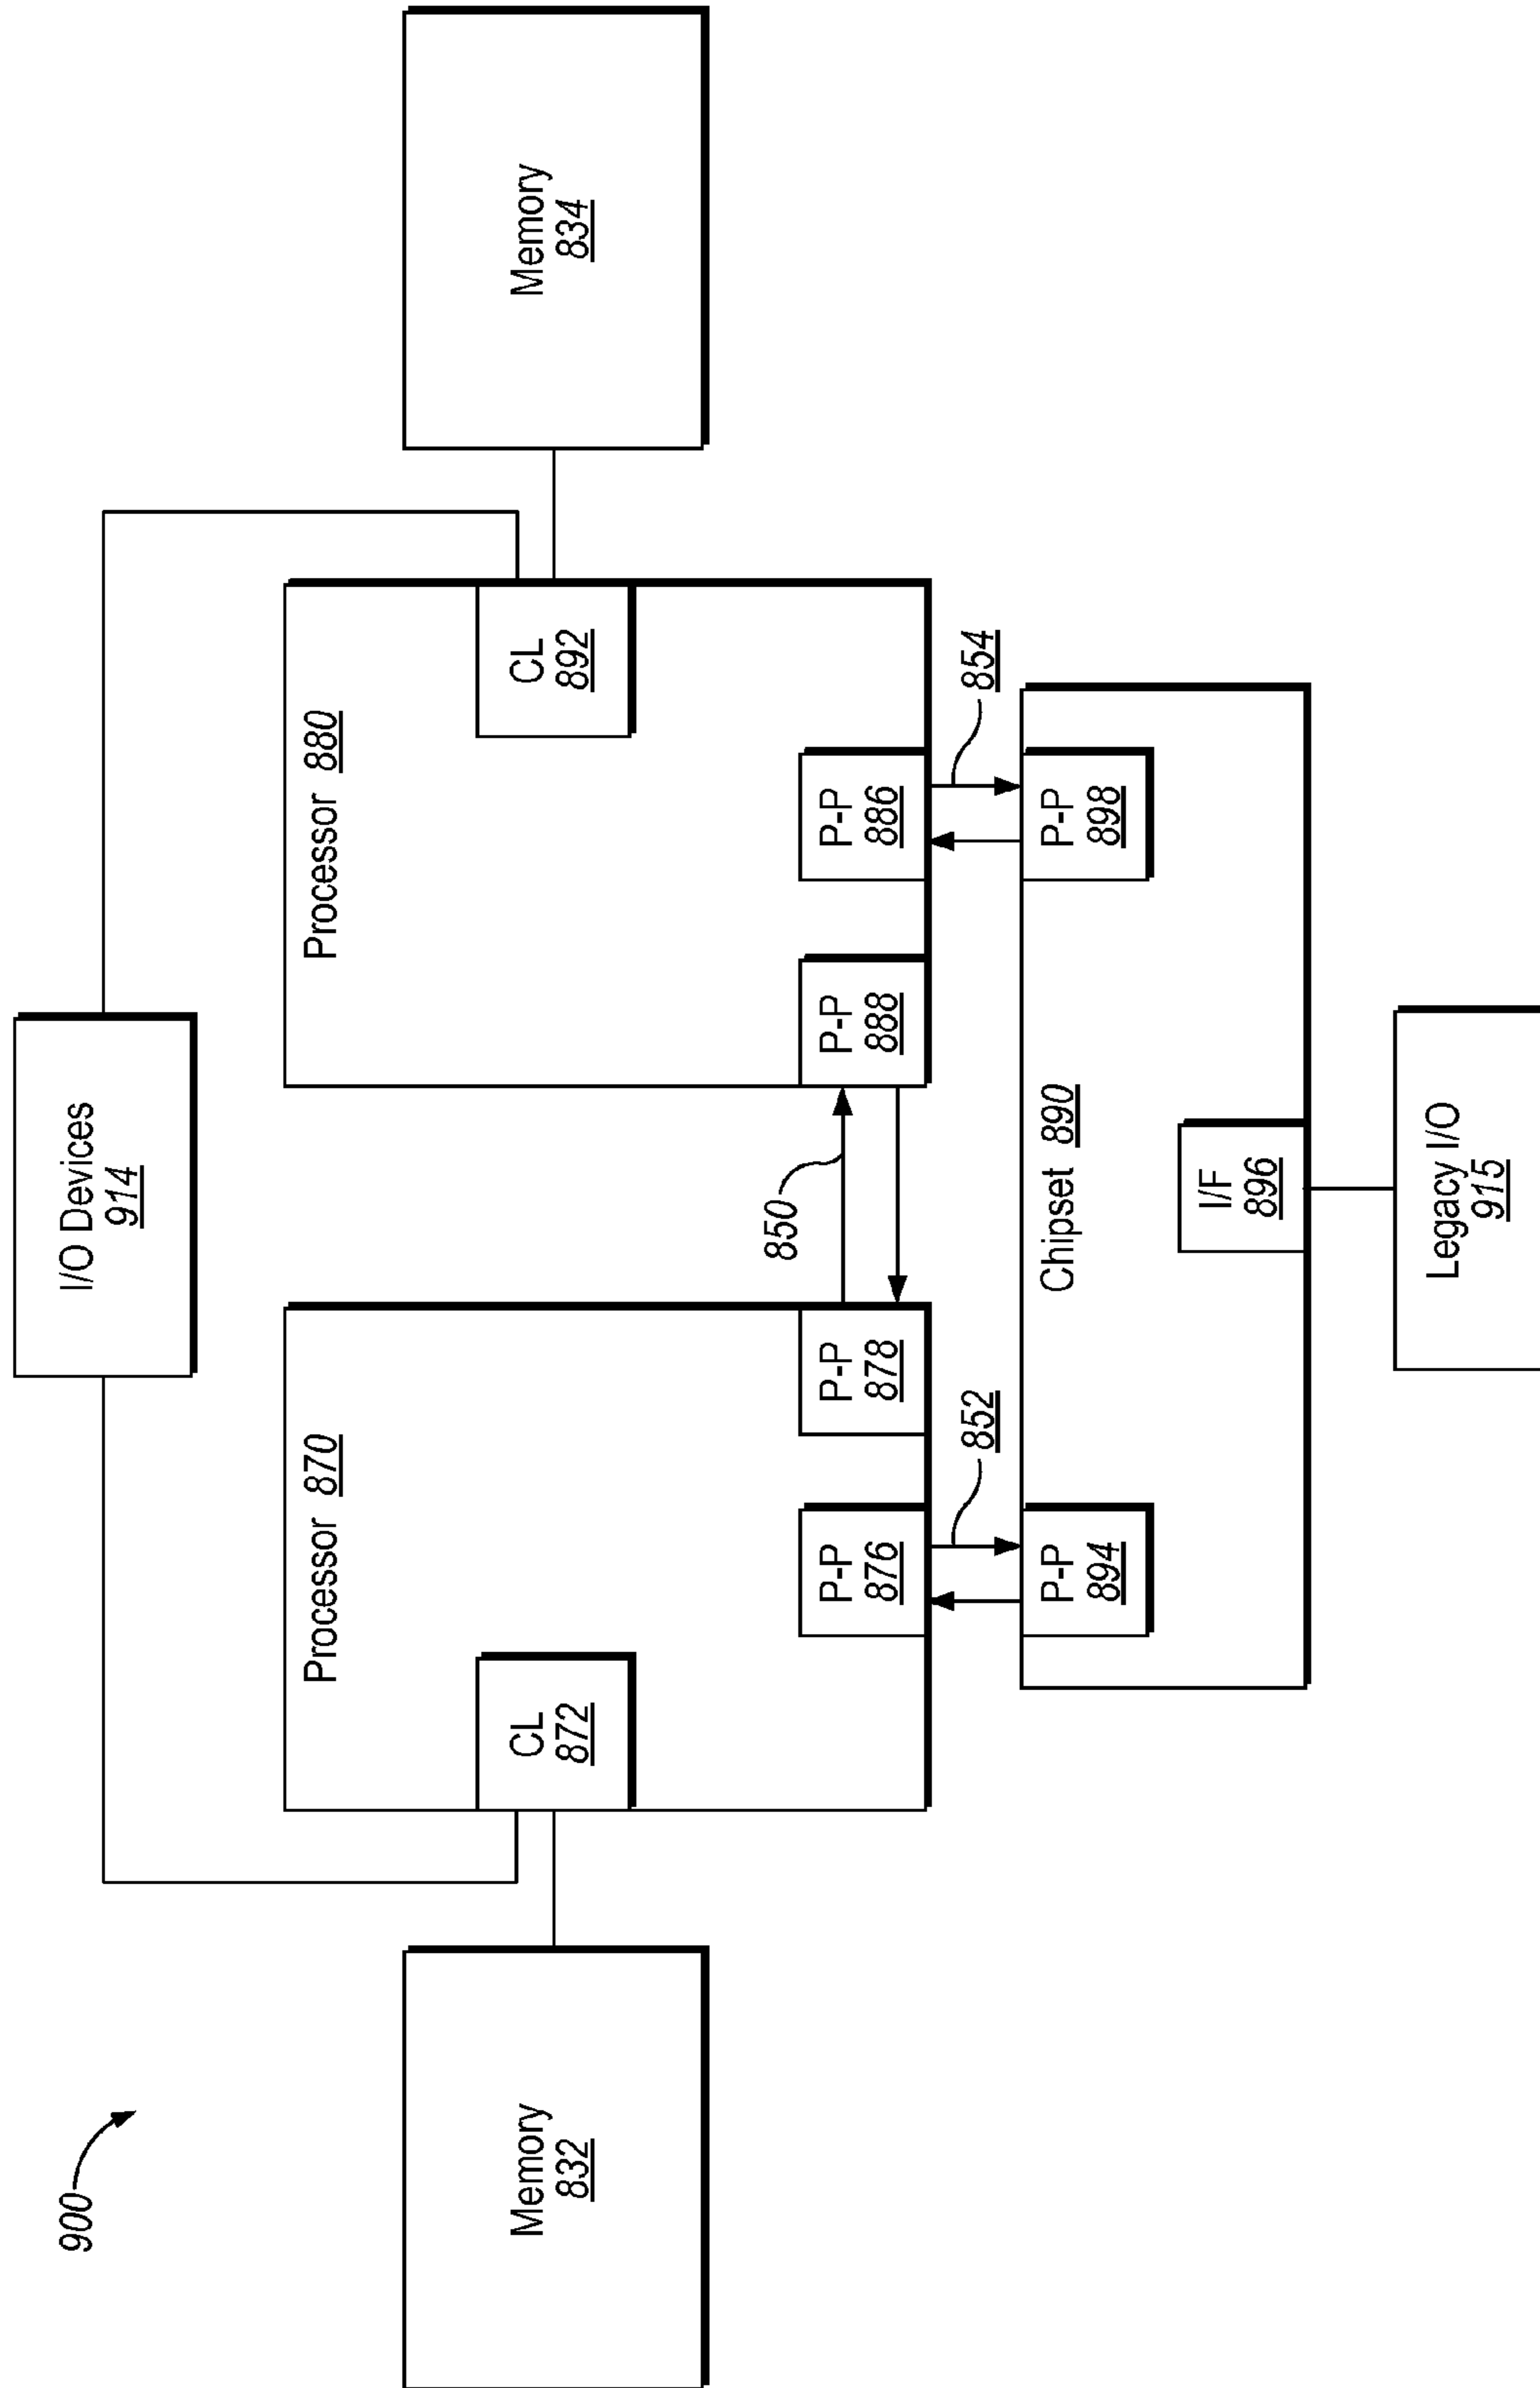 900
I/O Devices
914
Memory
832
Processor 870
CL
872
P-P
876
P-P
878
850
Processor 880
CL
892
P-P
888
P-P
886
Memory
834
852
854
Chipset 890
P-P
894
P-P
898
I/F
896
Legacy I/O
915